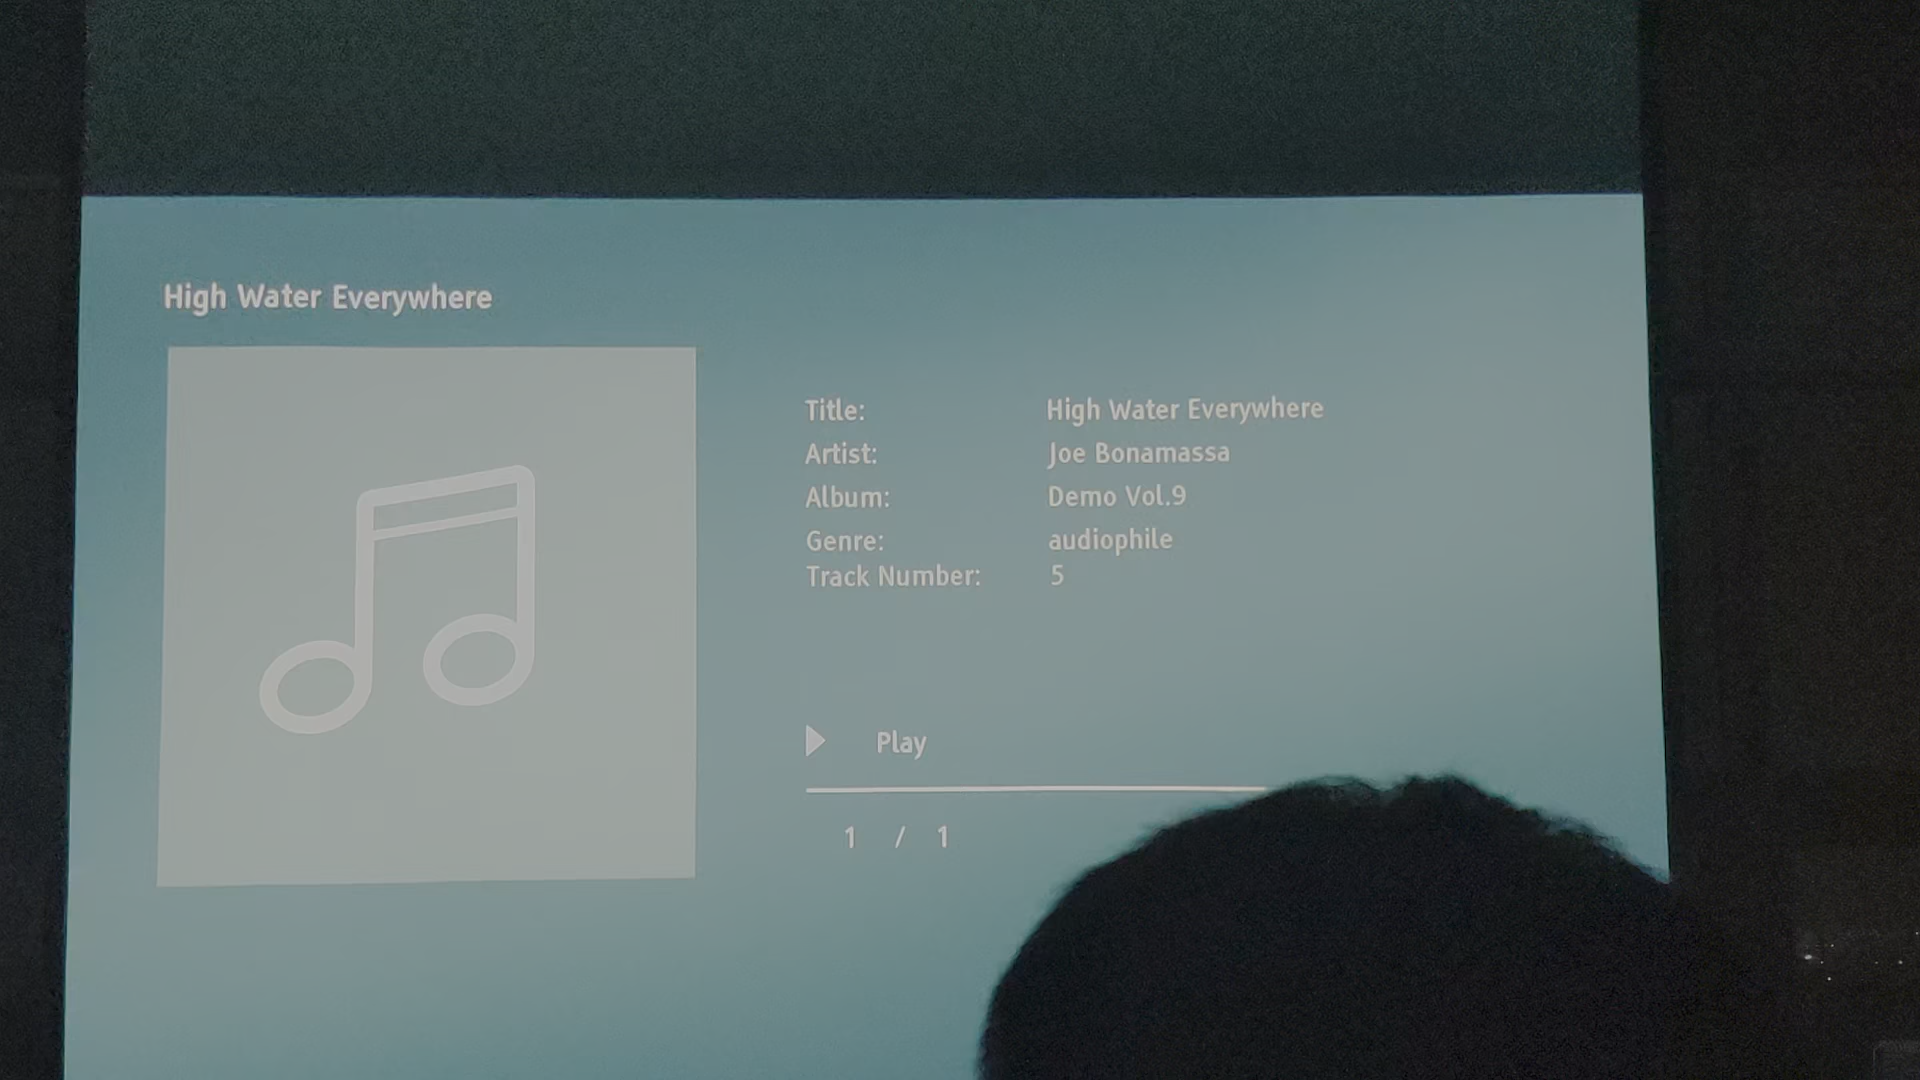 High Water Everywhere
Title: High Water Everywhere
Artist: Joe Bonamassa
Album: Demo Vol.9
Genre: audiophile
Track Number: 5
Play
1 / 1